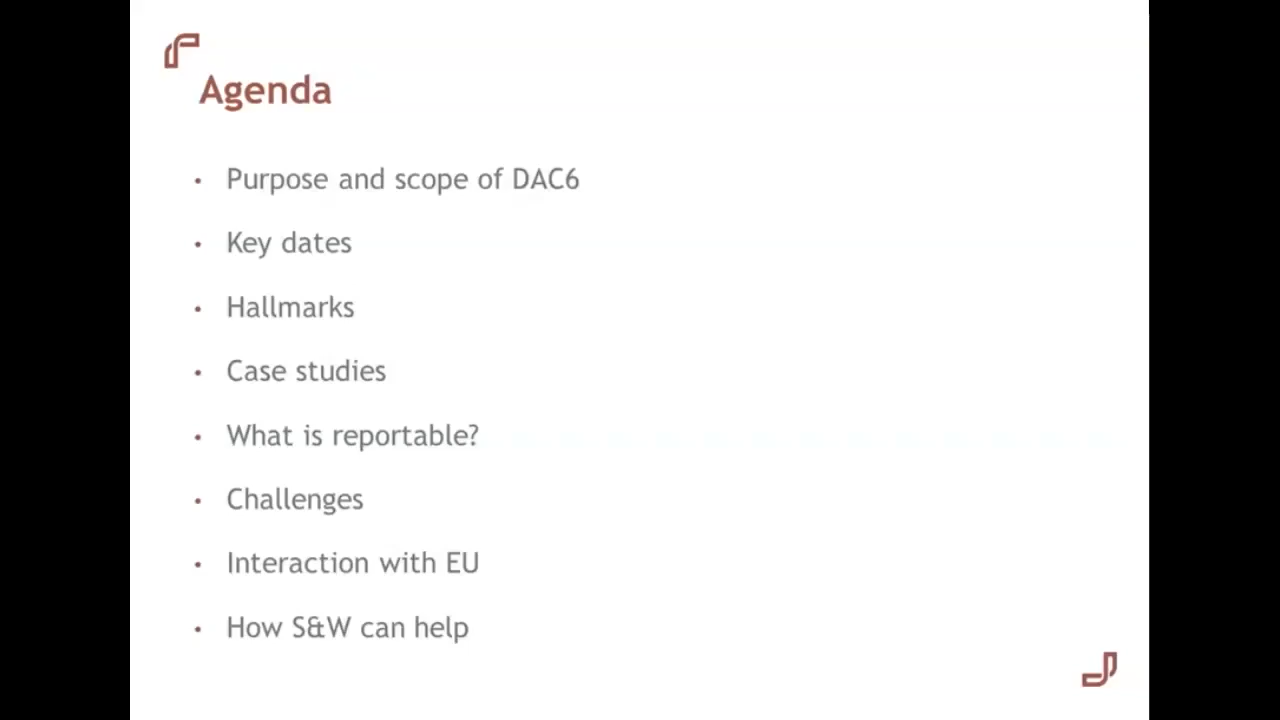 Agenda
• Purpose and scope of DAC6
• Key dates
• Hallmarks
• Case studies
• What is reportable?
• Challenges
• Interaction with EU
• How S&W can help